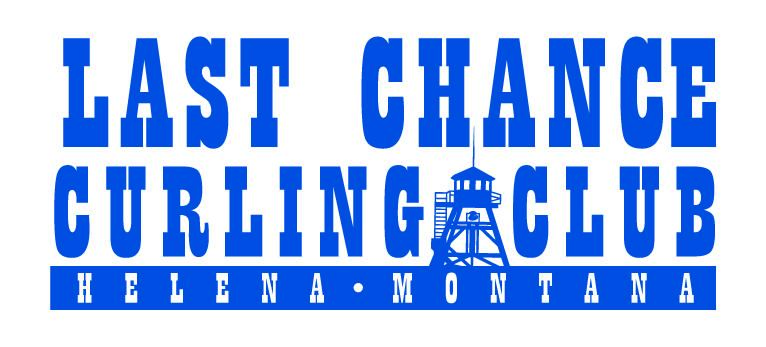 LAST CHANCE
CURLING CLUB
HELENA • MONTANA